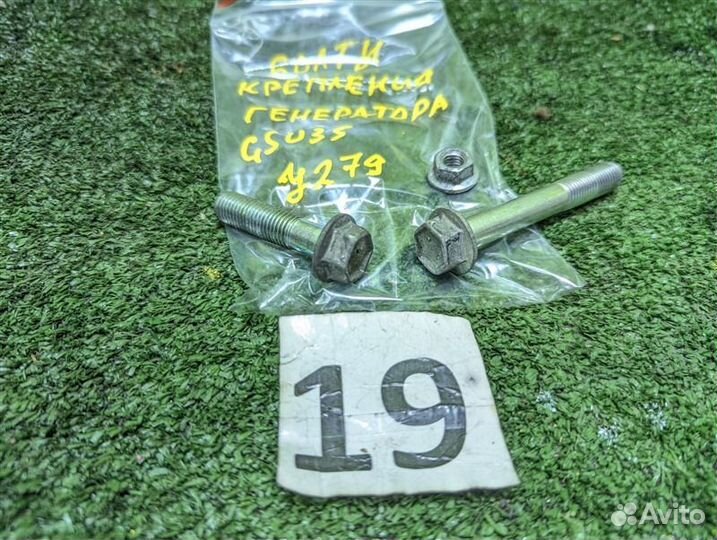 БОЛТЫ
КРЕПЛЕНИЯ
ГЕНЕРАТОРА
GSU35
У279
19
Avito